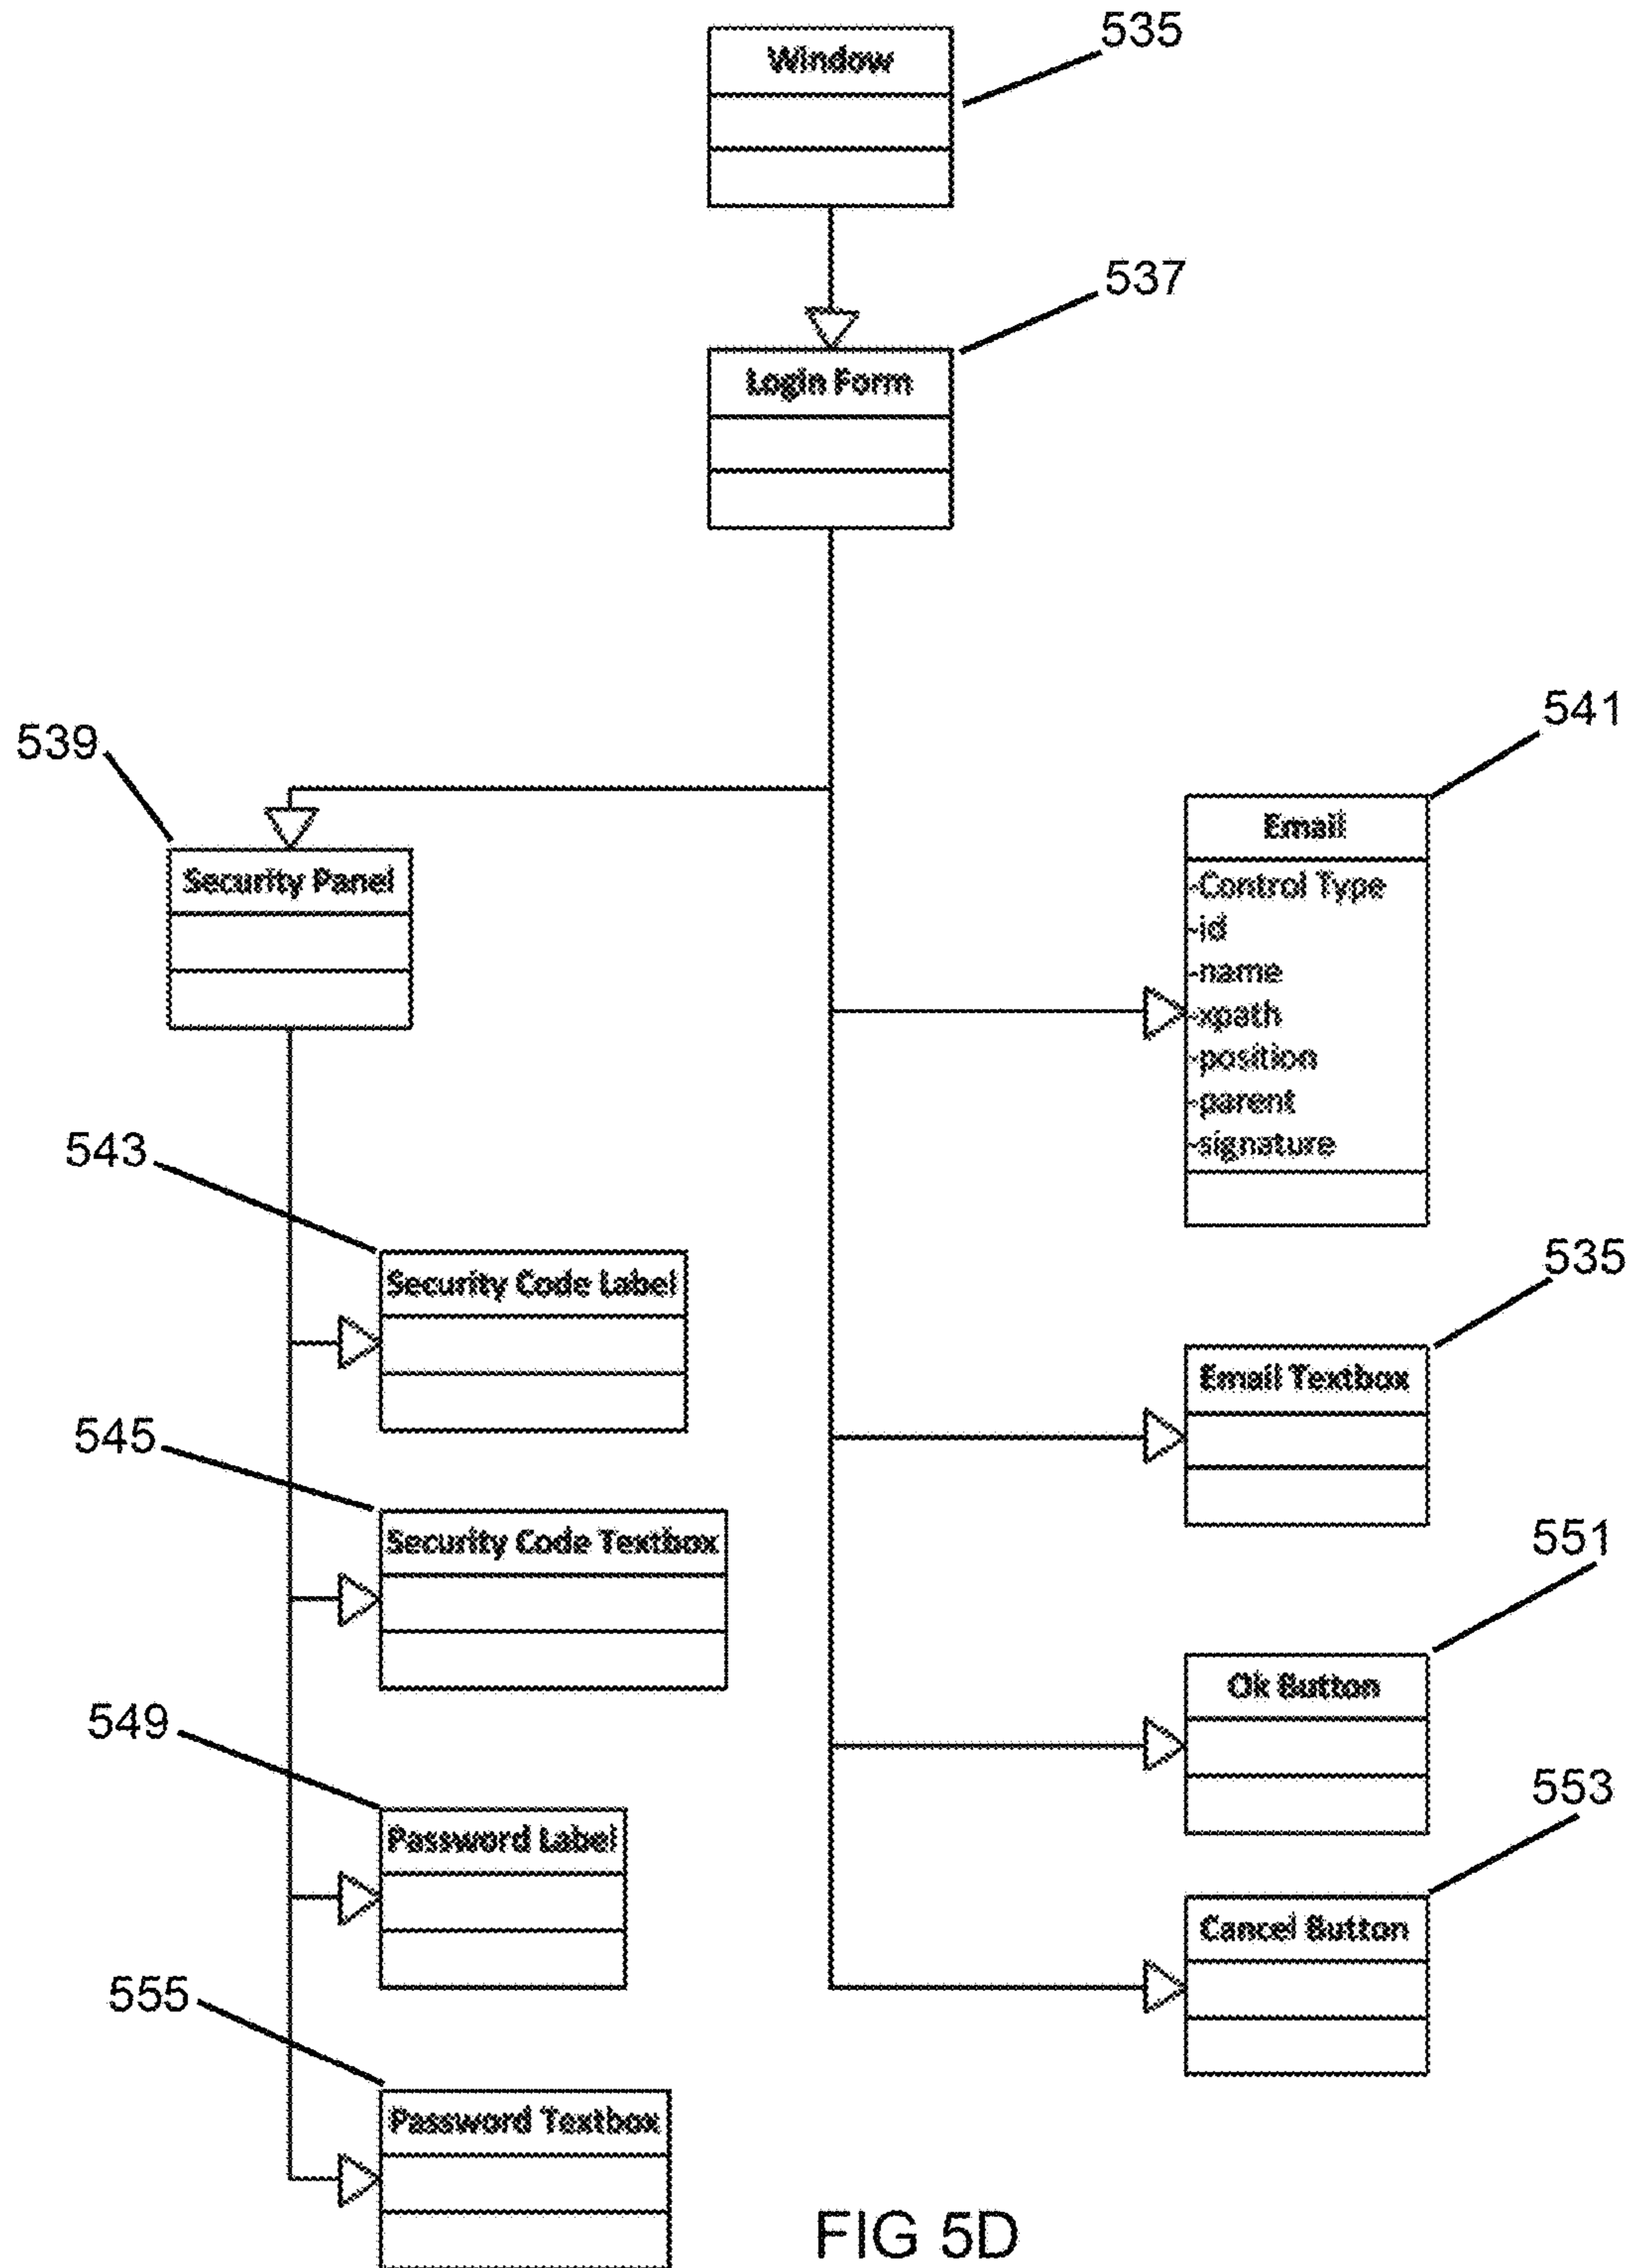 535
Window
537
Login Form
541
539
Email
Security Panel
-Control Type
-id
-name
-xpath
-position
-parent
-signature
543
535
Security Code Label
Email Textbox
545
551
Security Code Textbox
Ok Button
549
553
Password Label
Cancel Button
555
Password Textbox
FIG 5D